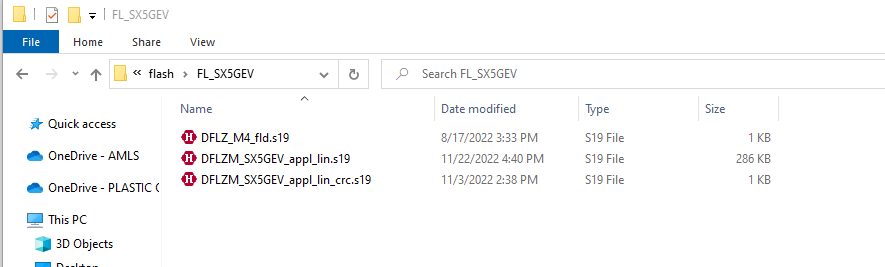 FL_SX5GEV
File Home Share View
« flash > FL_SX5GEV Search FL_SX5GEV
Name Date modified Type Size
Quick access
OneDrive - AMLS
OneDrive - PLASTIC
This PC
3D Objects
Desktop
DFLZ_M4_fld.s19 8/17/2022 3:33 PM S19 File 1 KB
DFLZM_SX5GEV_appl_lin.s19 11/22/2022 4:40 PM S19 File 286 KB
DFLZM_SX5GEV_appl_lin_crc.s19 11/3/2022 2:38 PM S19 File 1 KB